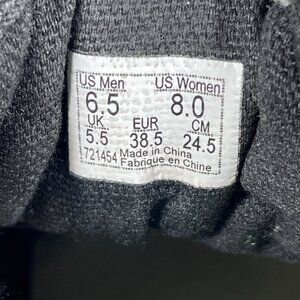 US Men US Women
6.5 8.0
UK EUR CM
5.5 38.5 24.5
721454 Made in China
Fabrique en Chine